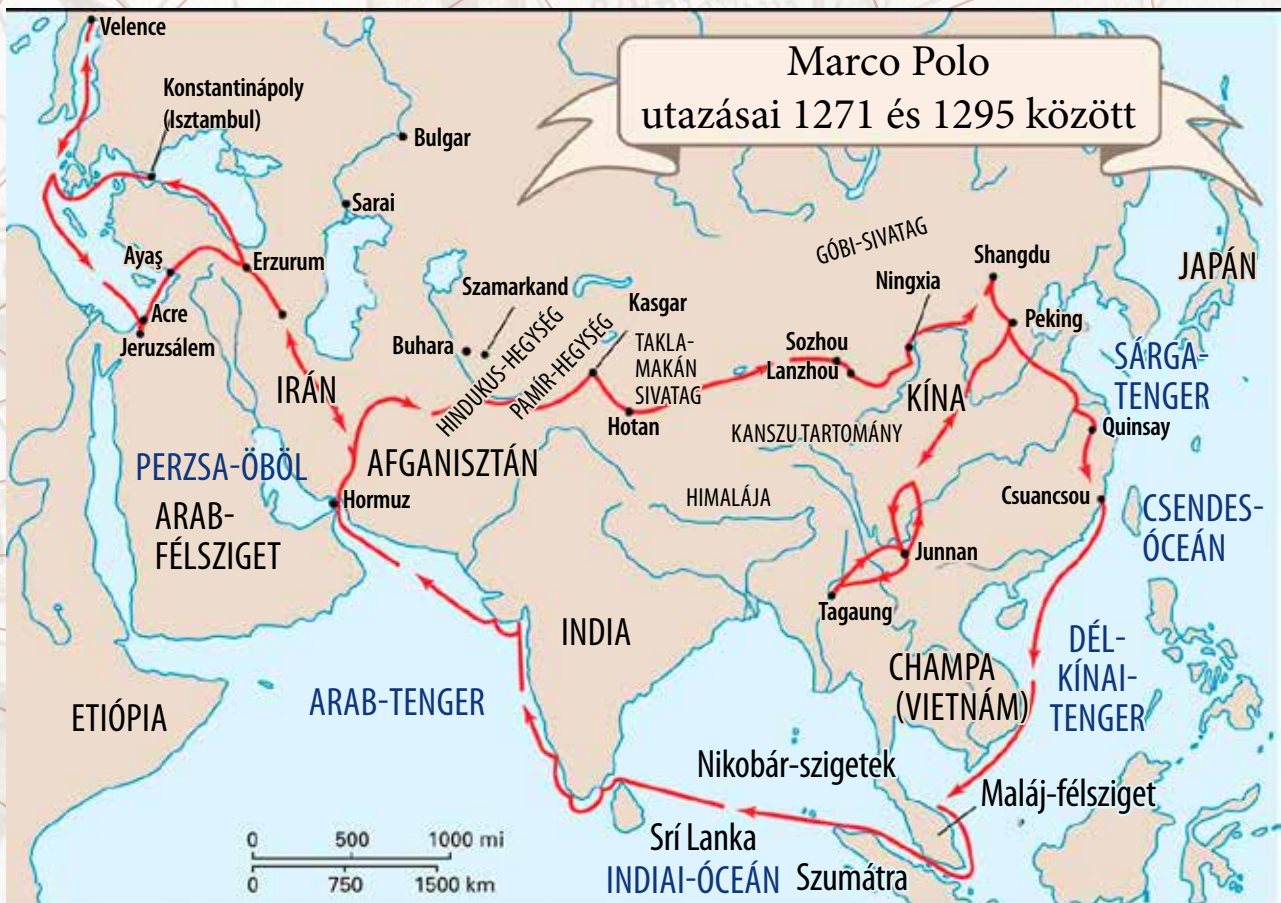 Marco Polo
utazásai 1271 és 1295 között
Velence
Konstantinápoly
(Isztambul)
Bulgar
Sarai
Ayaş
Erzurum
Acre
Jeruzsálem
Szamarkand
Buhara
HINDUKUS-HEGYSÉG
PAMÍR-HEGYSÉG
Kasgar
TAKLA-
MAKÁN
SIVATAG
Hotan
GÓBI-SIVATAG
Ningxia
Shangdu
Peking
Sozhou
Lanzhou
JAPÁN
SÁRGA-
TENGER
KÍNA
Quinsay
KANSZU TARTOMÁNY
IRÁN
AFGANISZTÁN
PERZSA-ÖBÖL
Hormuz
ARAB-
FÉLSZIGET
HIMALÁJA
Csuancsou
CSENDES-
ÓCEÁN
Junnan
Tagaung
INDIA
CHAMPA
(VIETNÁM)
DÉL-
KÍNAI-
TENGER
ETIÓPIA
ARAB-TENGER
Nikobár-szigetek
Maláj-félsziget
Srí Lanka
INDIAI-ÓCEÁN
Szumátra
0 500 1000 mi
0 750 1500 km